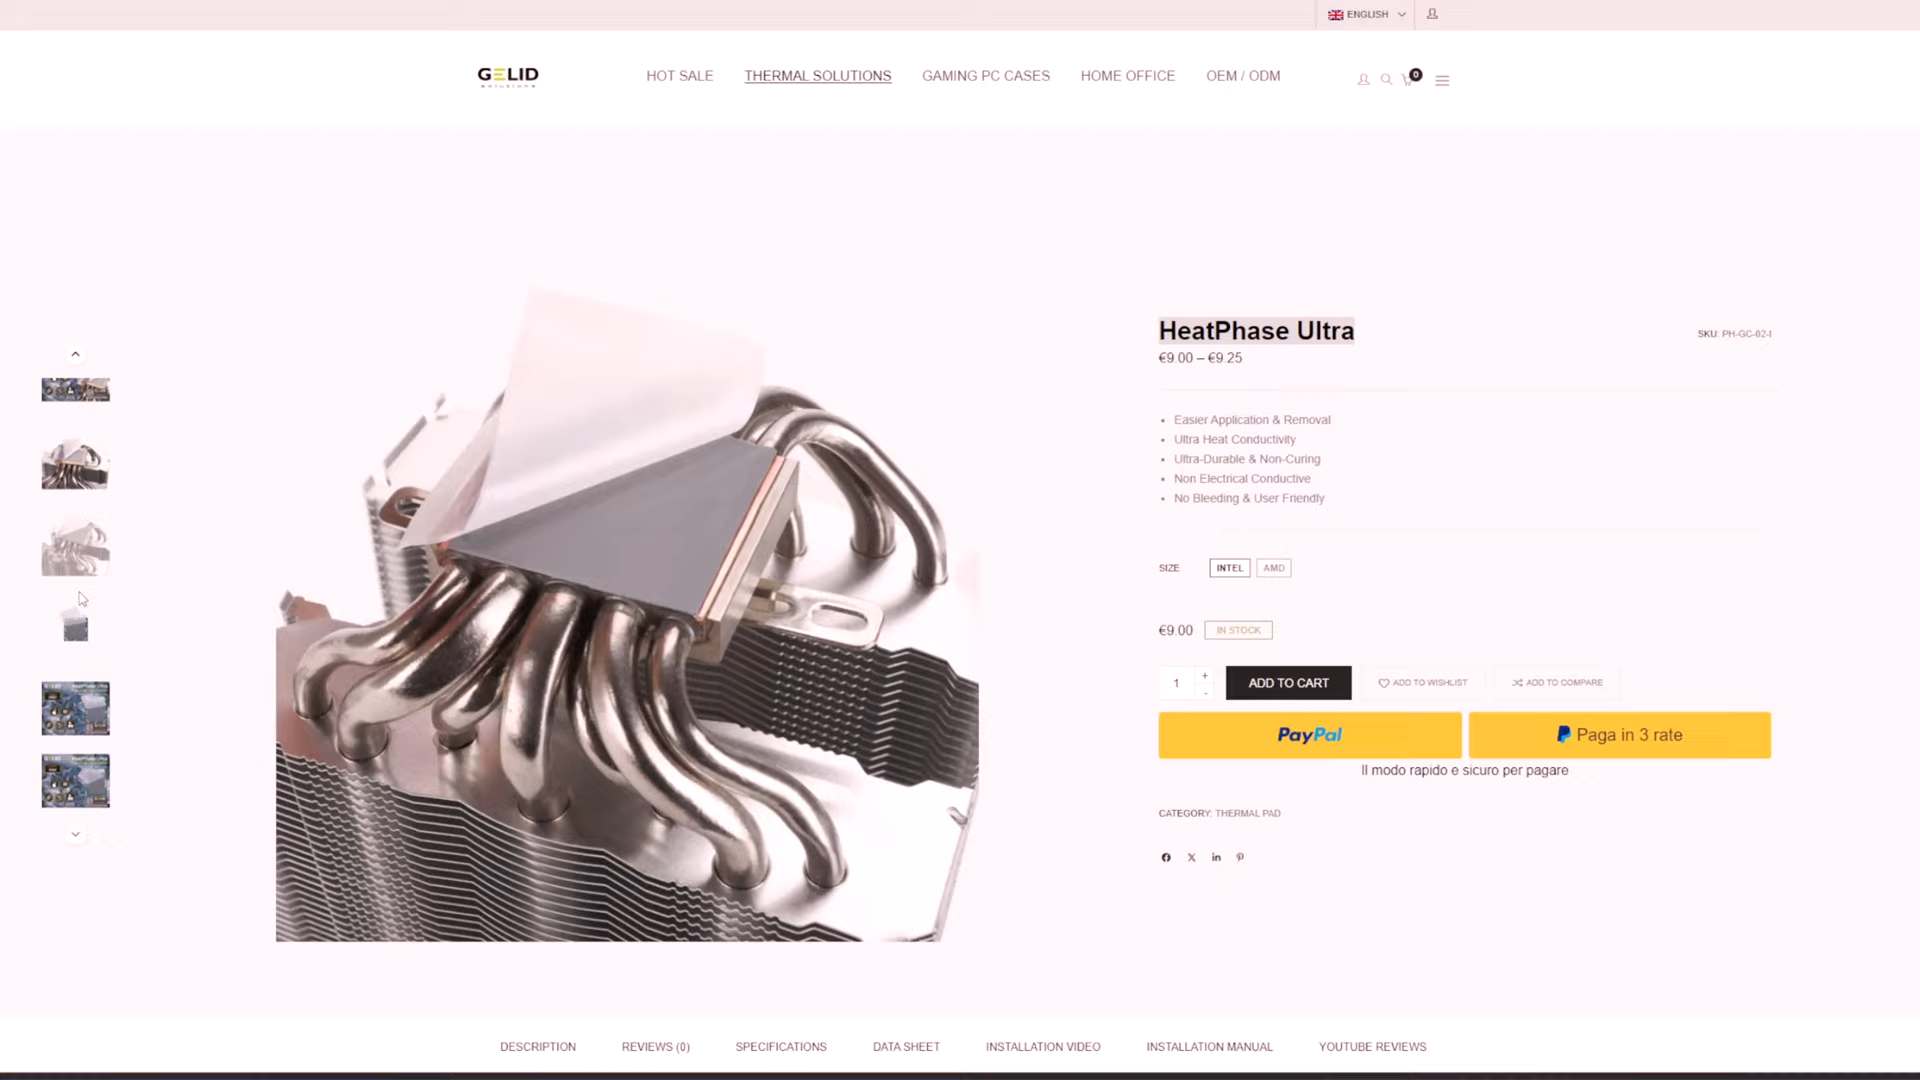 ENGLISH
GELID
SOLUTIONS
HOT SALE
THERMAL SOLUTIONS
GAMING PC CASES
HOME OFFICE
OEM / ODM
0
HeatPhase Ultra
SKU: PH-GC-02-I
€9.00 – €9.25
Easier Application & Removal
Ultra Heat Conductivity
Ultra-Durable & Non-Curing
Non Electrical Conductive
No Bleeding & User Friendly
SIZE
INTEL
AMD
€9.00
IN STOCK
1
+
-
ADD TO CART
ADD TO WISHLIST
ADD TO COMPARE
PayPal
Paga in 3 rate
Il modo rapido e sicuro per pagare
CATEGORY: THERMAL PAD
DESCRIPTION
REVIEWS (0)
SPECIFICATIONS
DATA SHEET
INSTALLATION VIDEO
INSTALLATION MANUAL
YOUTUBE REVIEWS